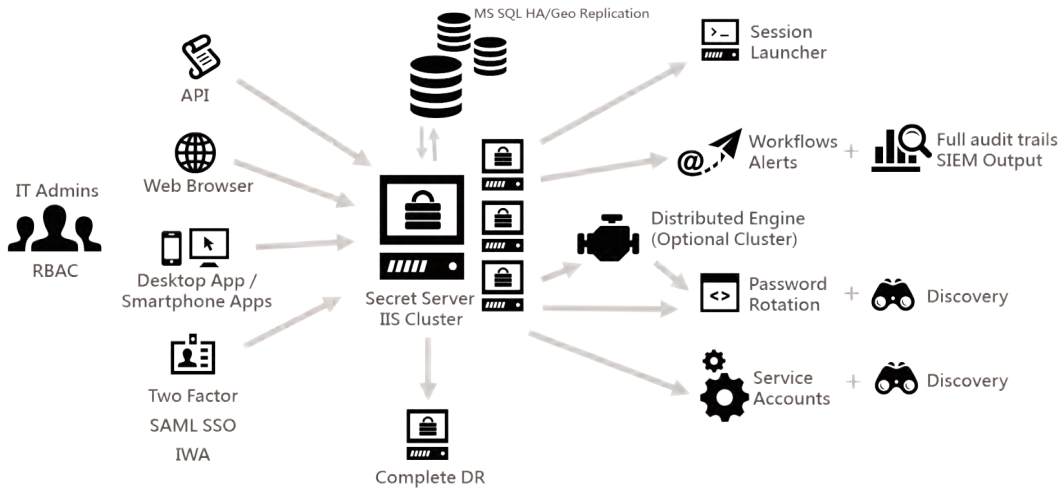 MS SQL HA/Geo Replication
API
Web Browser
IT Admins
RBAC
Desktop App /
Smartphone Apps
Two Factor
SAML SSO
IWA
Secret Server
IIS Cluster
Complete DR
>_
Session
Launcher
@
Workflows
Alerts
+
Full audit trails
SIEM Output
Distributed Engine
(Optional Cluster)
<>
Password
Rotation
+
Discovery
Service
Accounts
+
Discovery